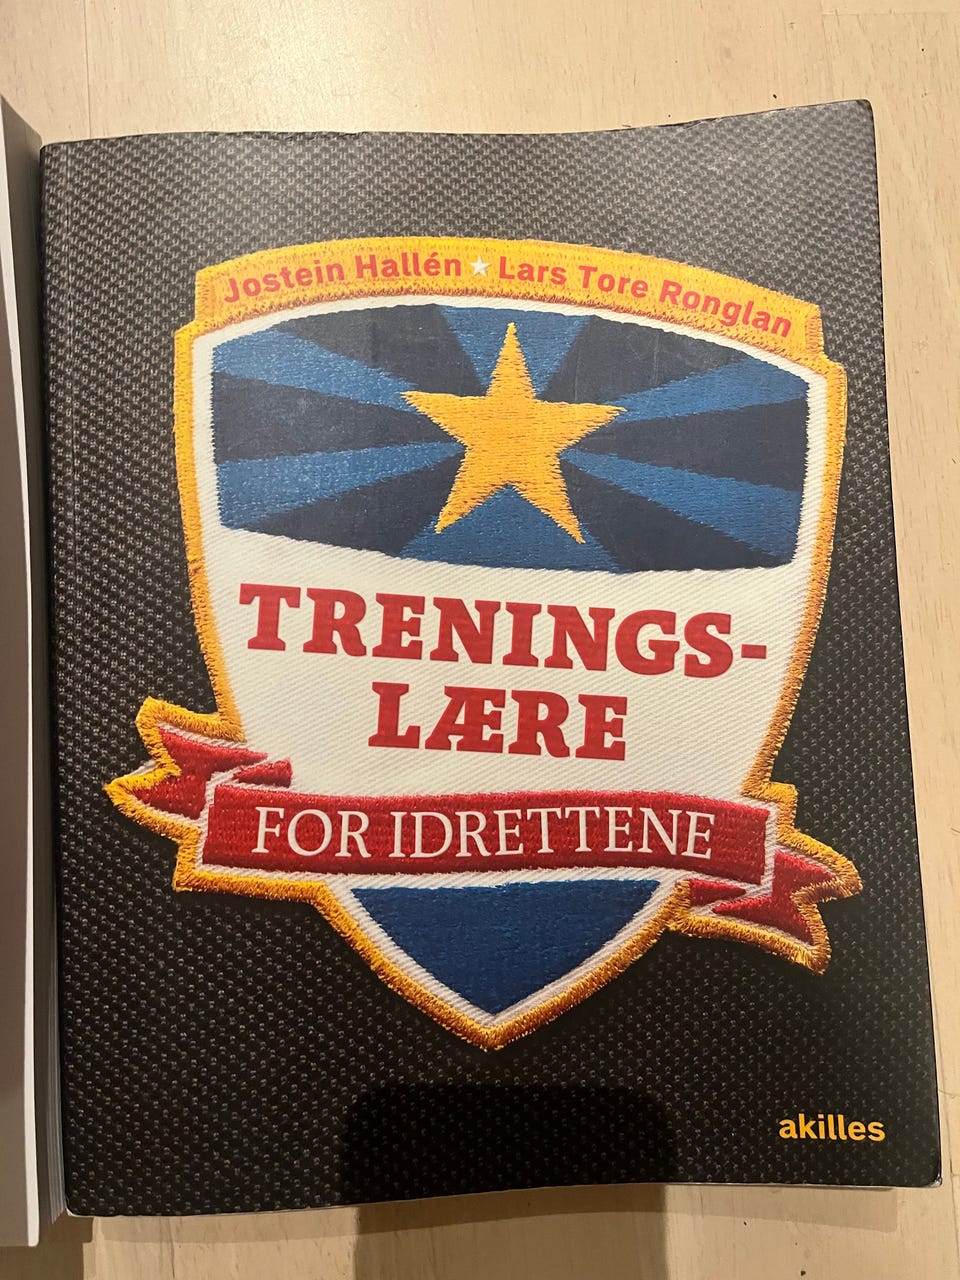 Jostein Hallén ★ Lars Tore Ronglan
TRENINGS-
LÆRE
FOR IDRETTENE
akilles